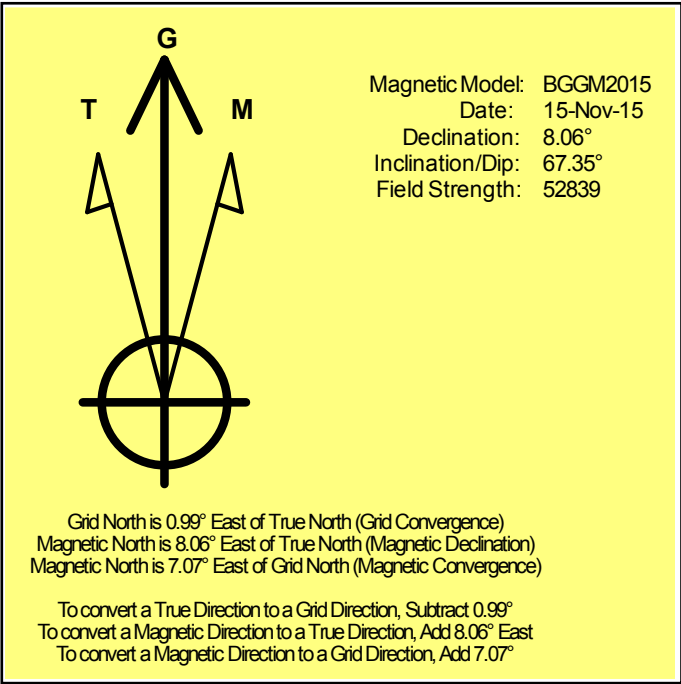 G
T M
Magnetic Model: BGGM2015
Date: 15-Nov-15
Declination: 8.06°
Inclination/Dip: 67.35°
Field Strength: 52839
Grid North is 0.99° East of True North (Grid Convergence)
Magnetic North is 8.06° East of True North (Magnetic Declination)
Magnetic North is 7.07° East of Grid North (Magnetic Convergence)
To convert a True Direction to a Grid Direction, Subtract 0.99°
To convert a Magnetic Direction to a True Direction, Add 8.06° East
To convert a Magnetic Direction to a Grid Direction, Add 7.07°